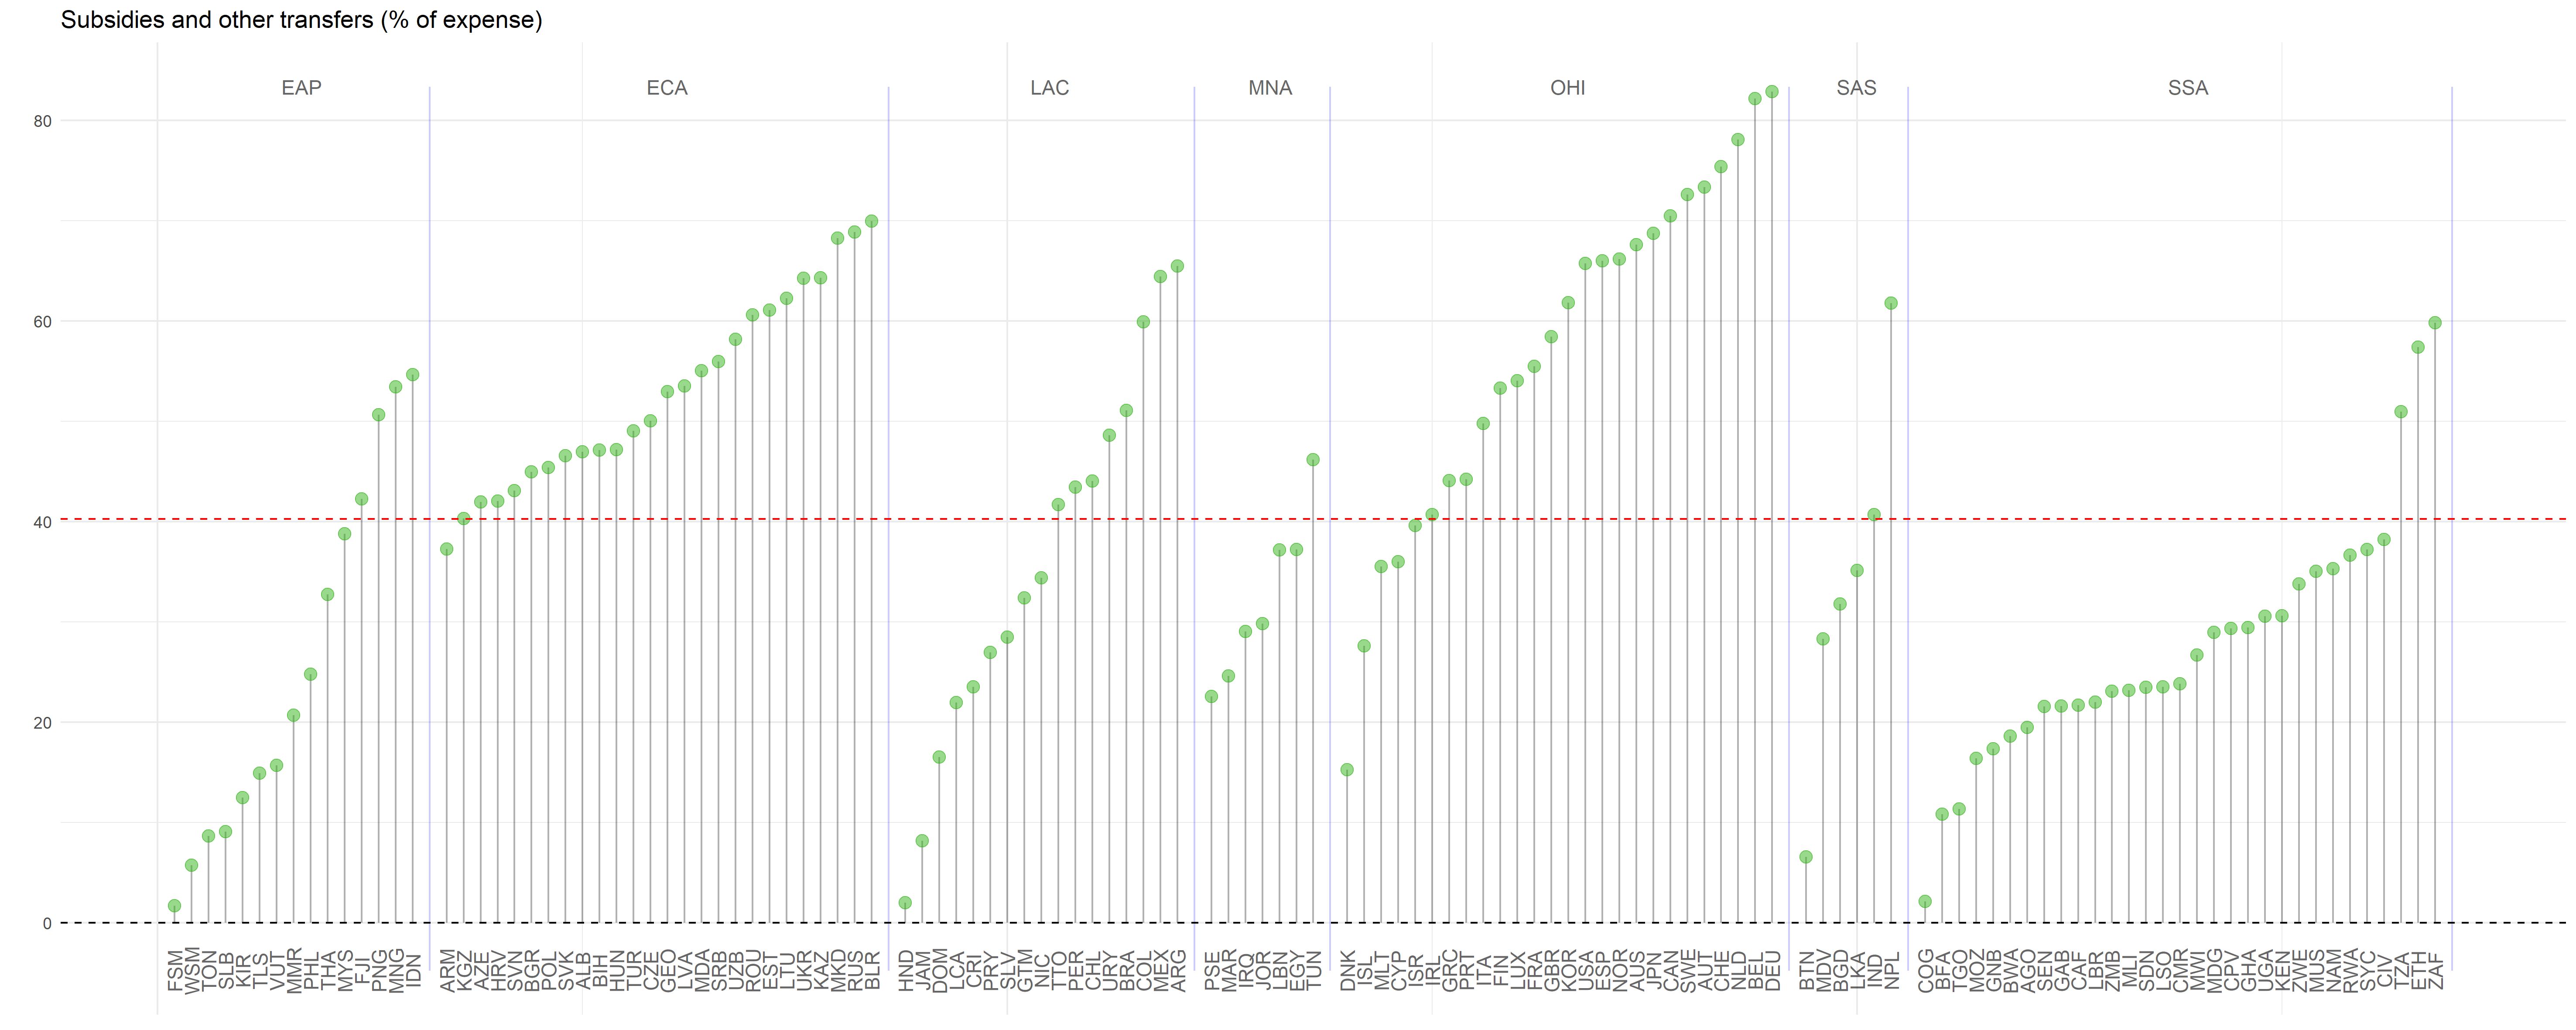 Subsidies and other transfers (% of expense)
EAP ECA LAC MNA OHI SAS SSA
80
60
40
20
0
FSM WSM TON SLB KIR TLS VUT MMR PHL THA MYS FJI PNG MNG IDN ARM KGZ AZE HRV SVN BGR POL SVK ALB BIH HUN TUR CZE GEO LVA MDA SRB UZB ROU EST LTU UKR KAZ MKD RUS BLR HND JAM DOM LCA CRI PRY SLV GTM NIC TTO PER CHL URY BRA COL MEX ARG PSE MAR IRQ JOR LBN EGY TUN DNK ISL MLT CYP ISR IRL GRC PRT ITA FIN LUX FRA GBR KOR USA ESP NOR AUS JPN CAN SWE AUT CHE NLD BEL DEU BTN MDV BGD LKA IND NPL COG BFA TGO MOZ GNB BWA AGO SEN GAB CAF LBR ZMB MLI SDN LSO CMR MWI MDG CPV GHA UGA KEN ZWE MUS NAM RWA SYC CIV TZA ETH ZAF